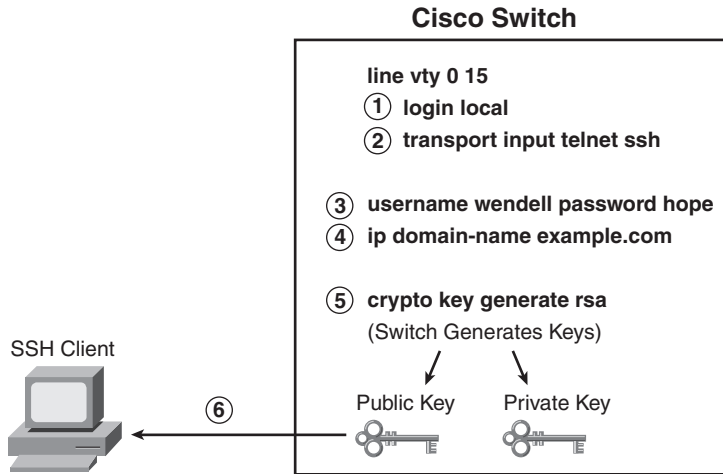 Cisco Switch
line vty 0 15
1 login local
2 transport input telnet ssh
3 username wendell password hope
4 ip domain-name example.com
5 crypto key generate rsa
(Switch Generates Keys)
SSH Client
6
Public Key
Private Key